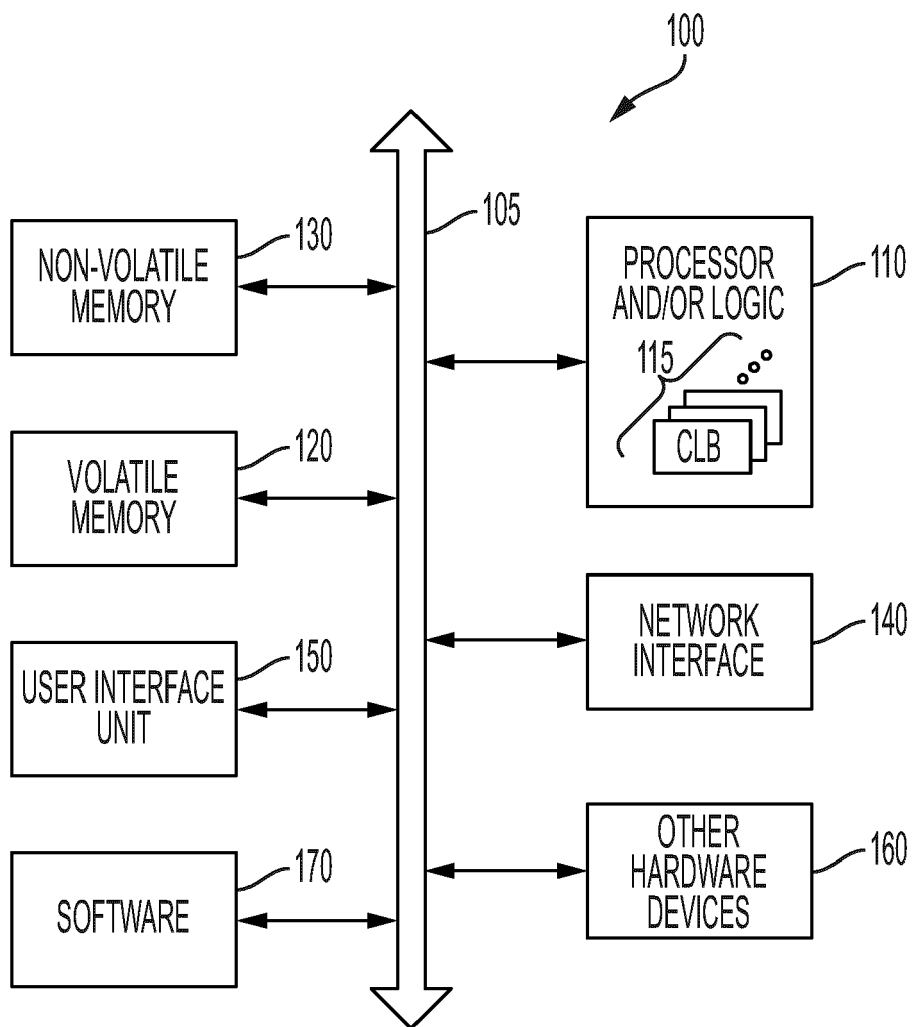 100
105
NON-VOLATILE
MEMORY
130
VOLATILE
MEMORY
120
USER INTERFACE
UNIT
150
SOFTWARE
170
PROCESSOR
AND/OR LOGIC
110
115
CLB
NETWORK
INTERFACE
140
OTHER
HARDWARE
DEVICES
160